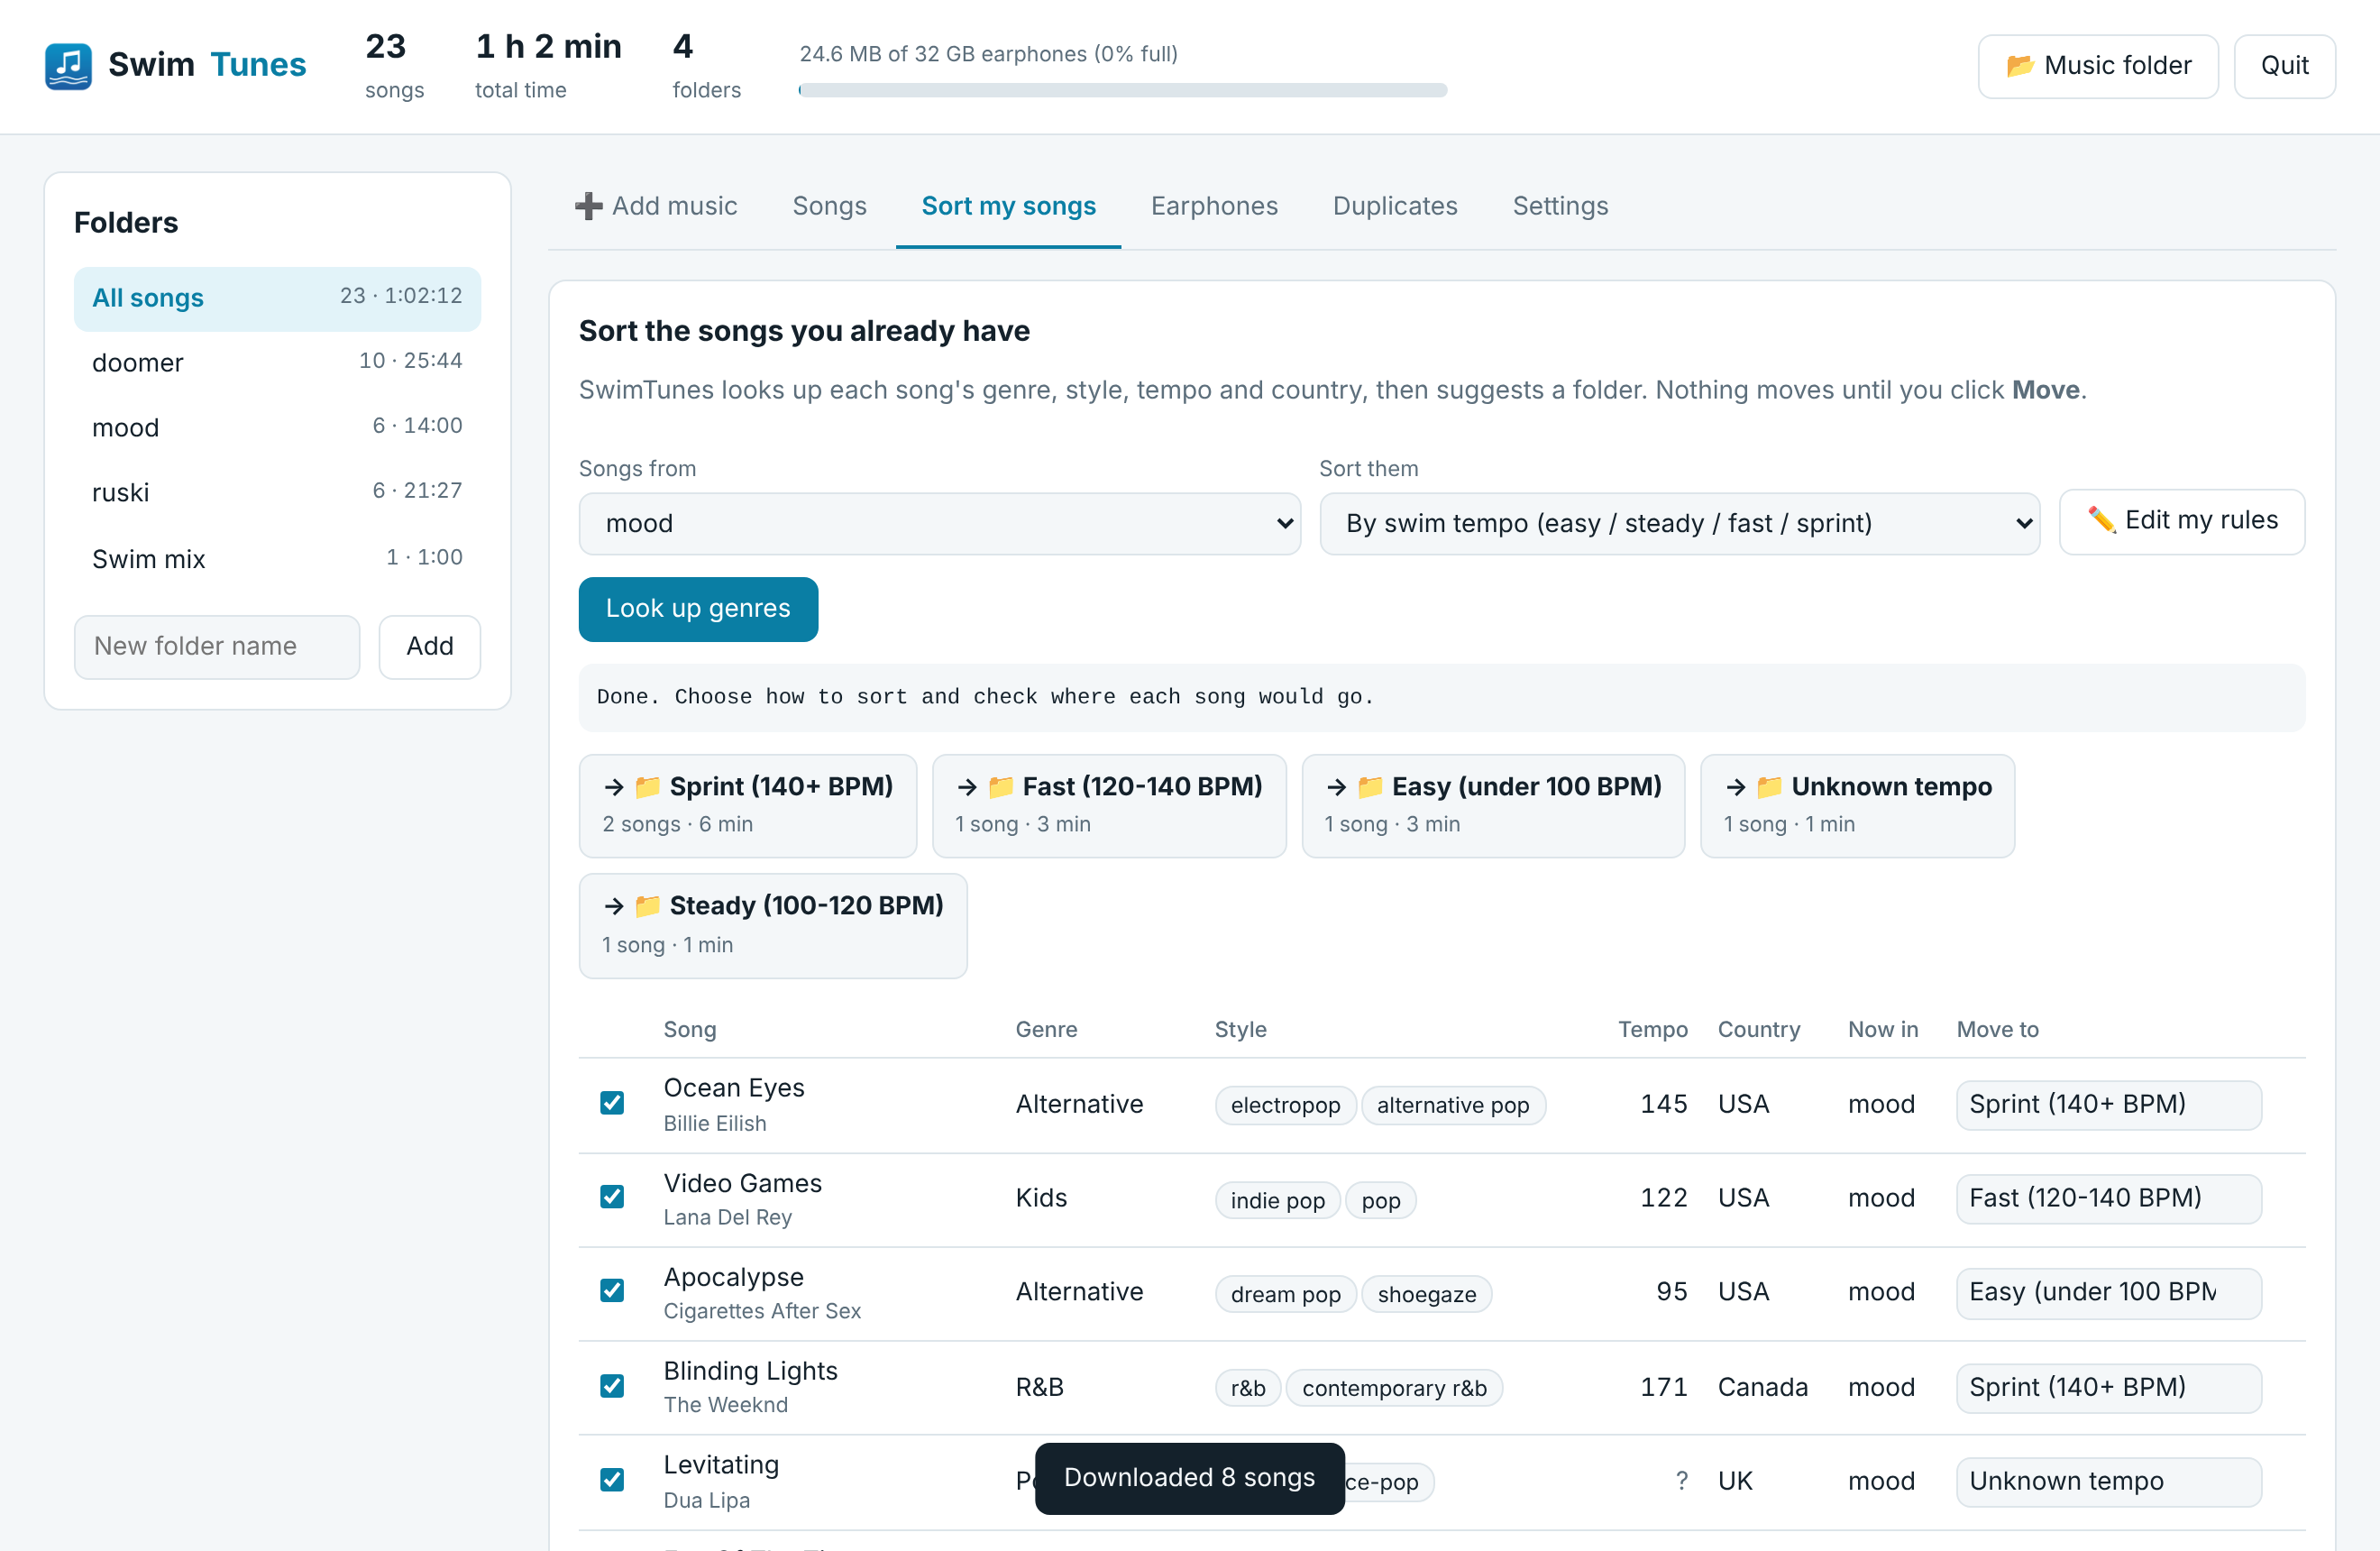 Swim Tunes
23
songs
1 h 2 min
total time
4
folders
24.6 MB of 32 GB earphones (0% full)
Music folder
Quit
Folders
All songs 23 · 1:02:12
doomer 10 · 25:44
mood 6 · 14:00
ruski 6 · 21:27
Swim mix 1 · 1:00
New folder name Add
Add music Songs Sort my songs Earphones Duplicates Settings
Sort the songs you already have
SwimTunes looks up each song's genre, style, tempo and country, then suggests a folder. Nothing moves until you click Move.
Songs from Sort them
mood By swim tempo (easy / steady / fast / sprint) Edit my rules
Look up genres
Done. Choose how to sort and check where each song would go.
→ Sprint (140+ BPM)
2 songs · 6 min
→ Fast (120-140 BPM)
1 song · 3 min
→ Easy (under 100 BPM)
1 song · 3 min
→ Unknown tempo
1 song · 1 min
→ Steady (100-120 BPM)
1 song · 1 min
Song Genre Style Tempo Country Now in Move to
Ocean Eyes
Billie Eilish
Alternative electropop alternative pop 145 USA mood Sprint (140+ BPM)
Video Games
Lana Del Rey
Kids indie pop pop 122 USA mood Fast (120-140 BPM)
Apocalypse
Cigarettes After Sex
Alternative dream pop shoegaze 95 USA mood Easy (under 100 BPM
Blinding Lights
The Weeknd
R&B r&b contemporary r&b 171 Canada mood Sprint (140+ BPM)
Levitating
Dua Lipa
ce-pop ? UK mood Unknown tempo
Downloaded 8 songs